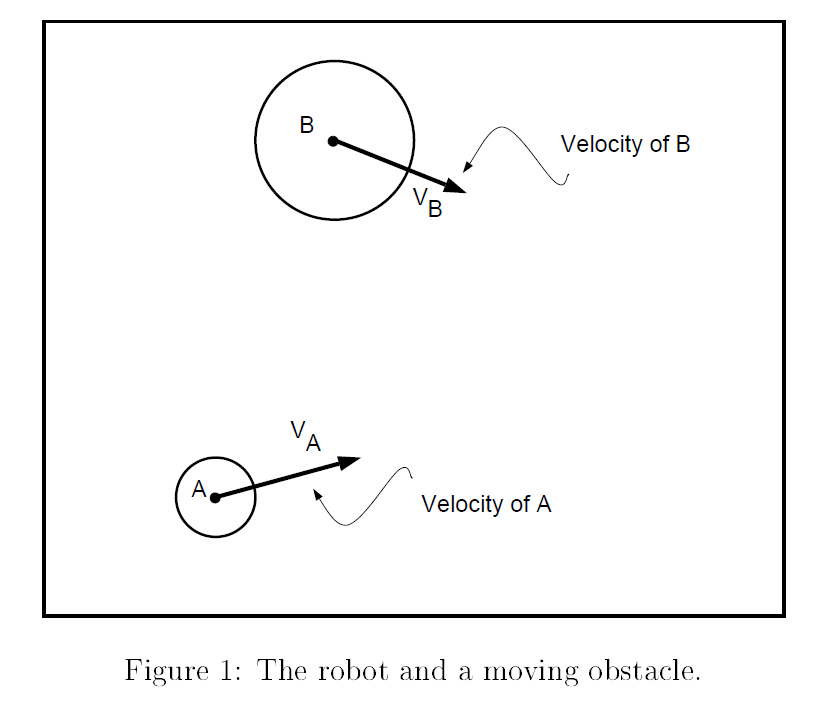 B
Velocity of B
V_B
V_A
A
Velocity of A
Figure 1: The robot and a moving obstacle.